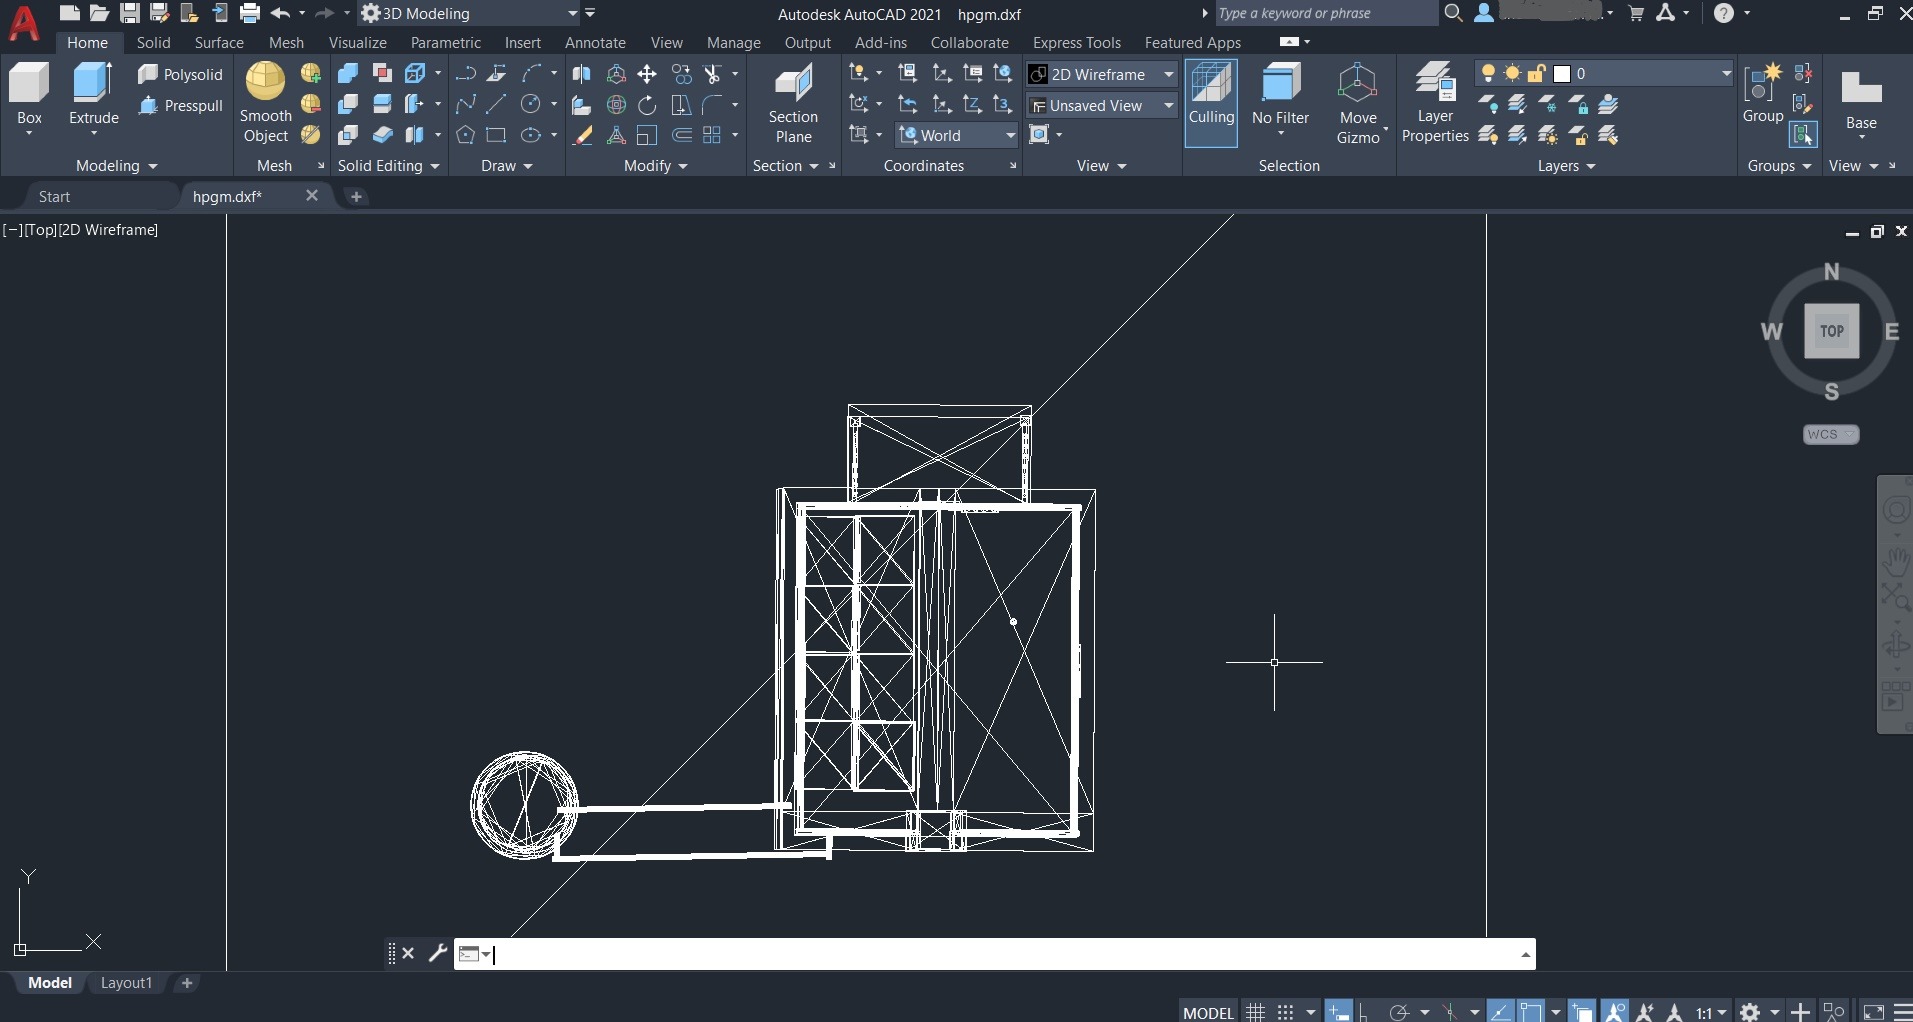 3D Modeling
Autodesk AutoCAD 2021 hpgm.dxf
Type a keyword or phrase
Home Solid Surface Mesh Visualize Parametric Insert Annotate View Manage Output Add-ins Collaborate Express Tools Featured Apps
Box
Extrude
Polysolid
Presspull
Smooth
Object
Section
Plane
World
2D Wireframe
Unsaved View
Culling
No Filter
Move
Gizmo
Layer
Properties
0
Group
Base
Modeling Mesh Solid Editing Draw Modify Section Coordinates View Selection Layers Groups View
Start hpgm.dxf*
[−][Top][2D Wireframe]
N
W TOP E
S
WCS
Y
X
Model Layout1
MODEL 1:1